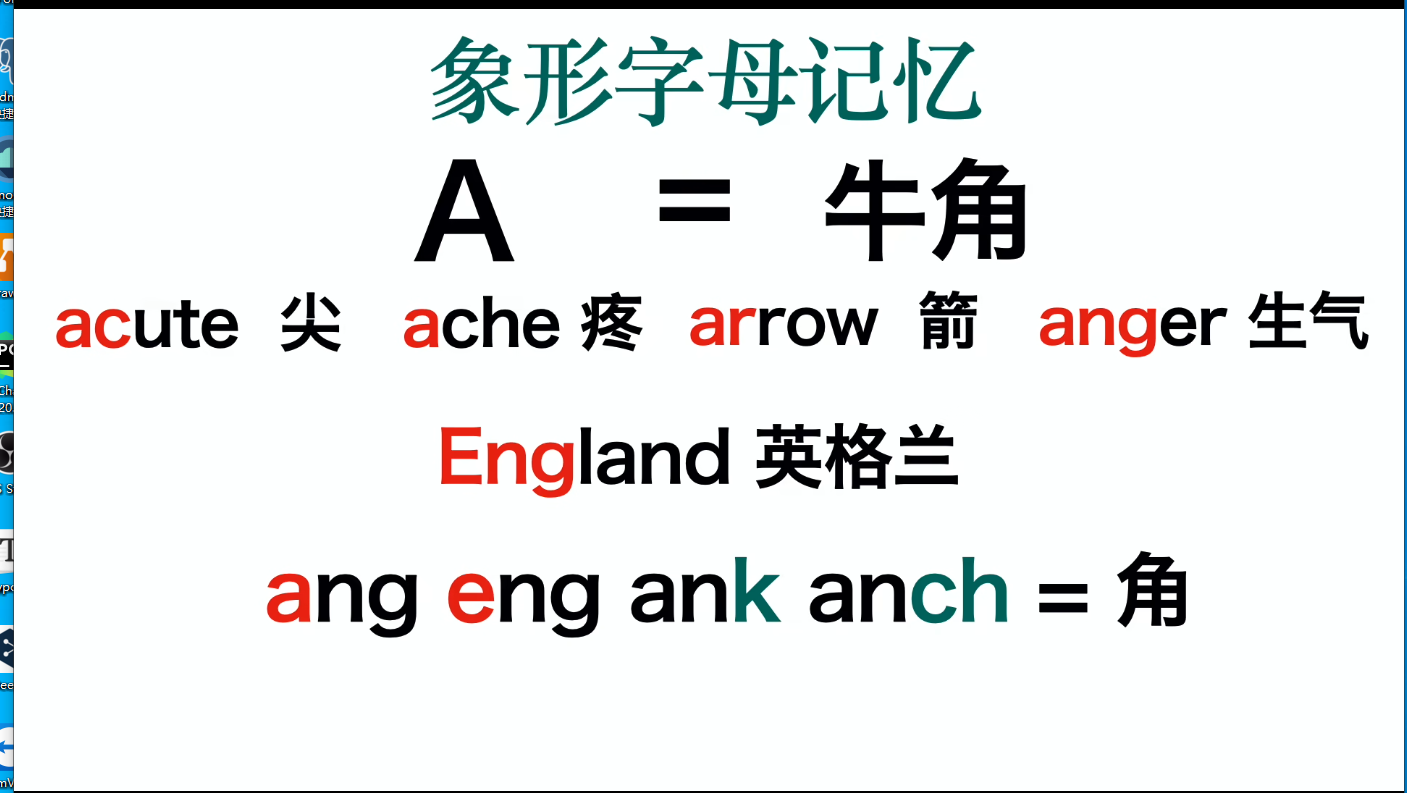 象形字母记忆
A = 牛角
acute 尖 ache 疼 arrow 箭 anger 生气
England 英格兰
ang eng ank anch = 角